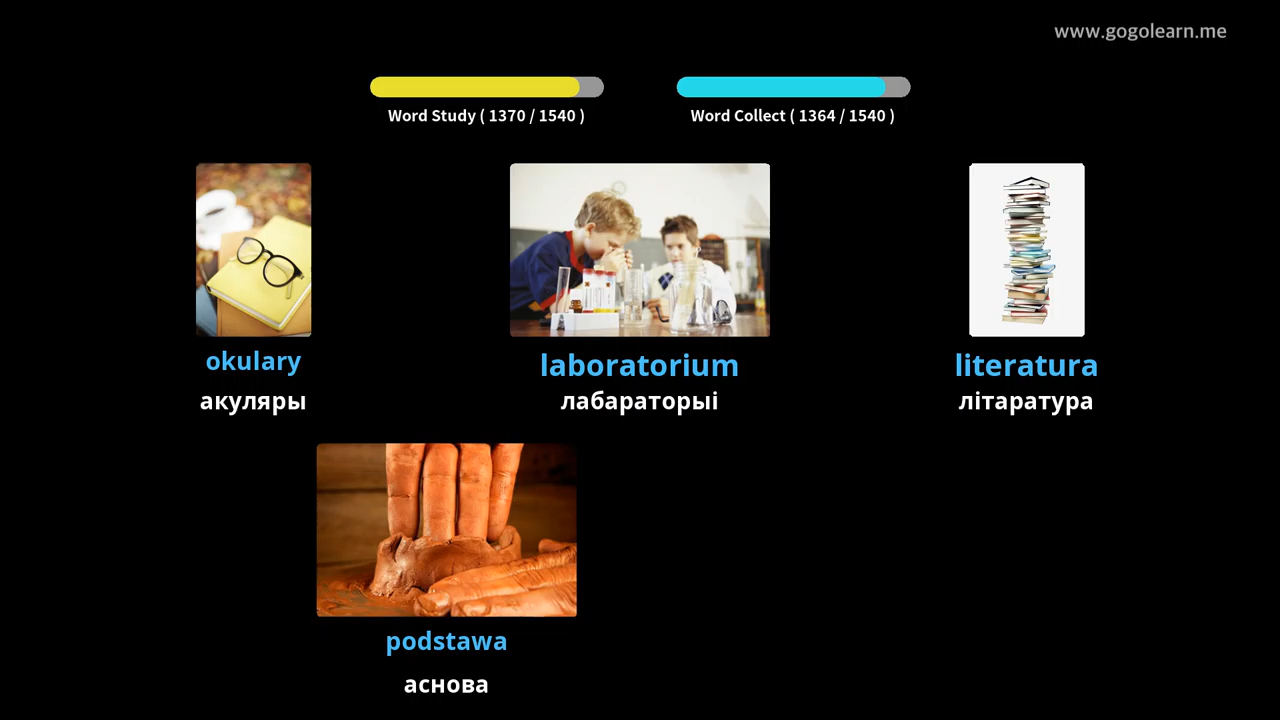 www.gogolearn.me
Word Study ( 1370 / 1540 )
Word Collect ( 1364 / 1540 )
okulary
акуляры
laboratorium
лабараторыі
literatura
літаратура
podstawa
аснова